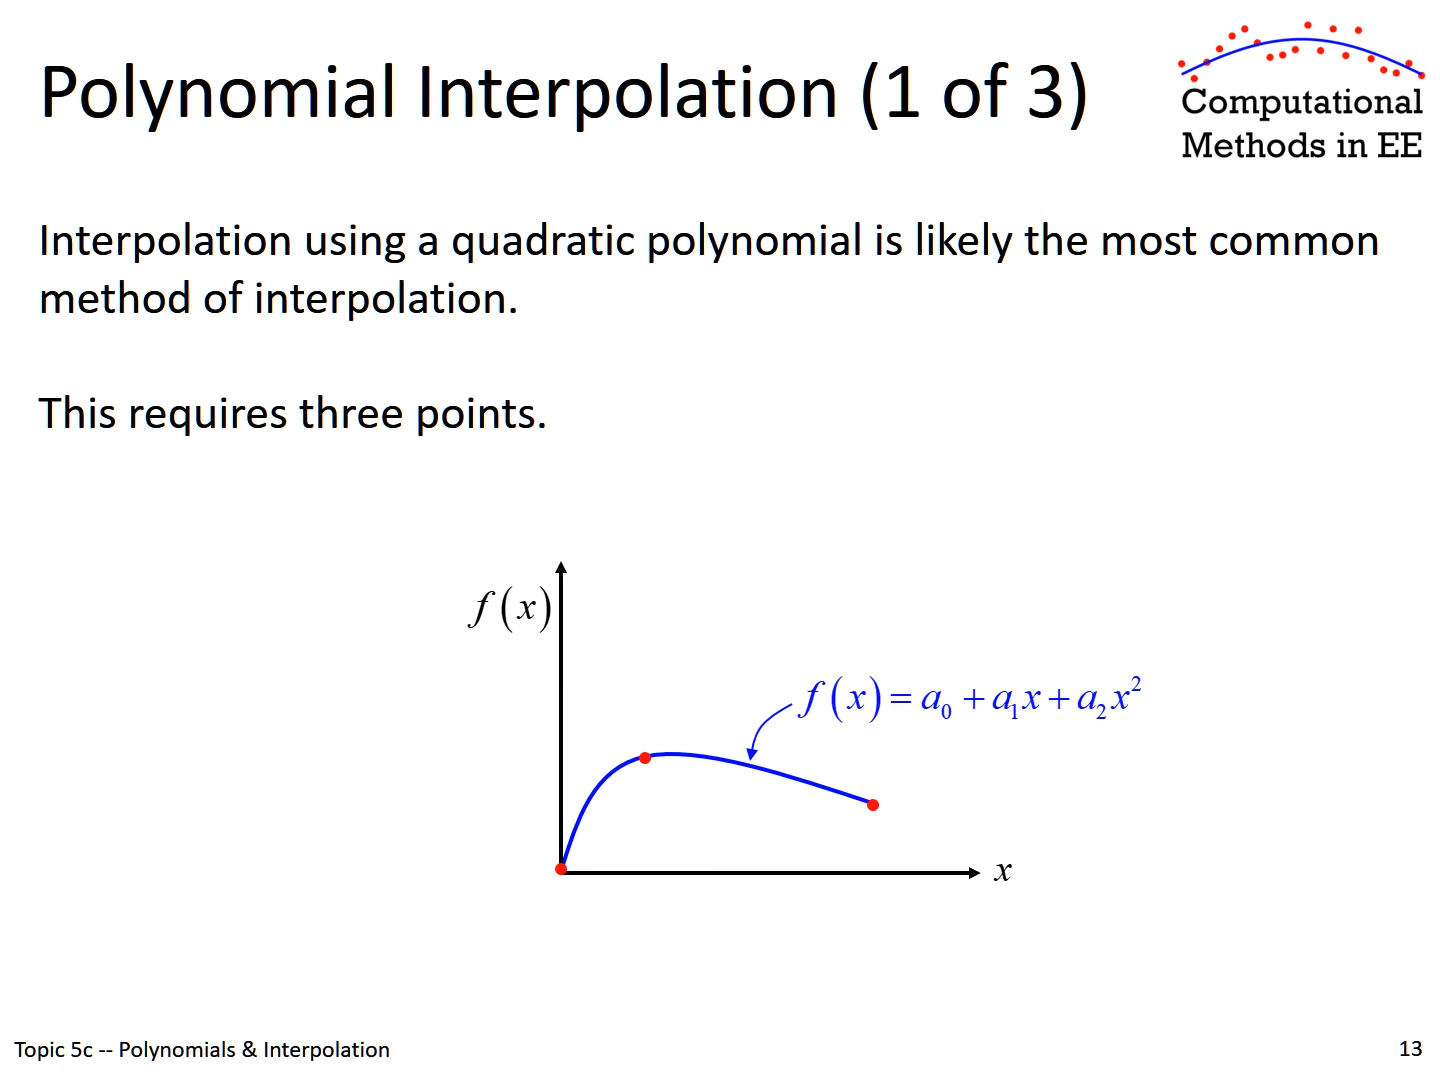 Polynomial Interpolation (1 of 3)
Computational
Methods in EE
Interpolation using a quadratic polynomial is likely the most common
method of interpolation.
This requires three points.
f(x)
f(x) = a₀ + a₁x + a₂x²
x
Topic 5c -- Polynomials & Interpolation
13